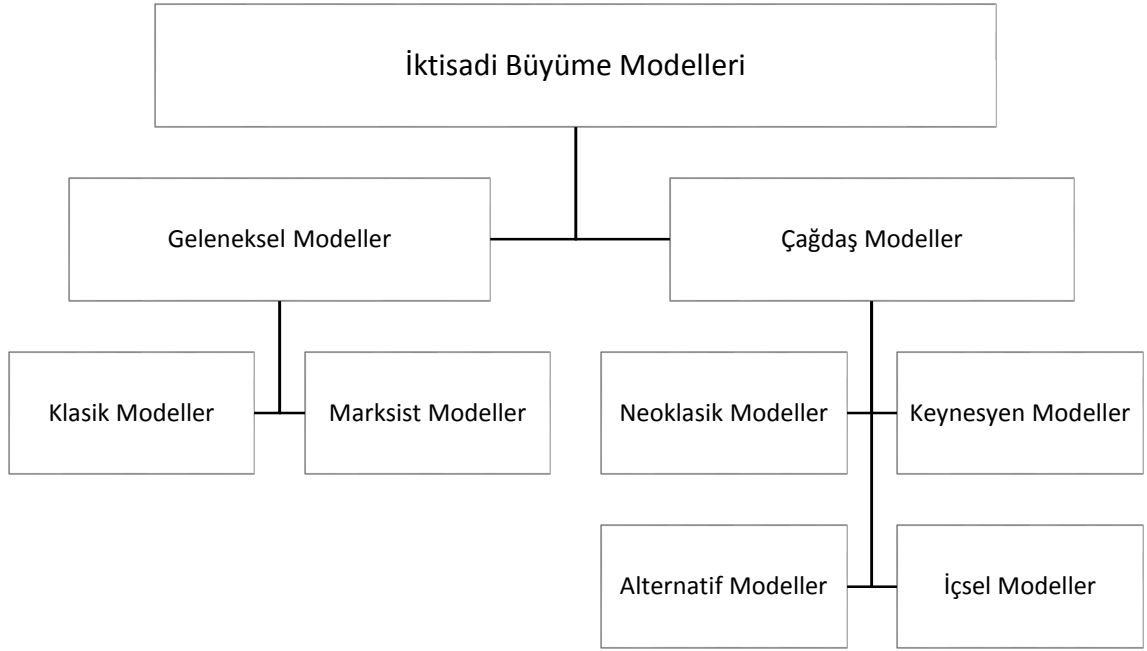 İktisadi Büyüme Modelleri
Geleneksel Modeller
Çağdaş Modeller
Klasik Modeller
Marksist Modeller
Neoklasik Modeller
Keynesyen Modeller
Alternatif Modeller
İçsel Modeller